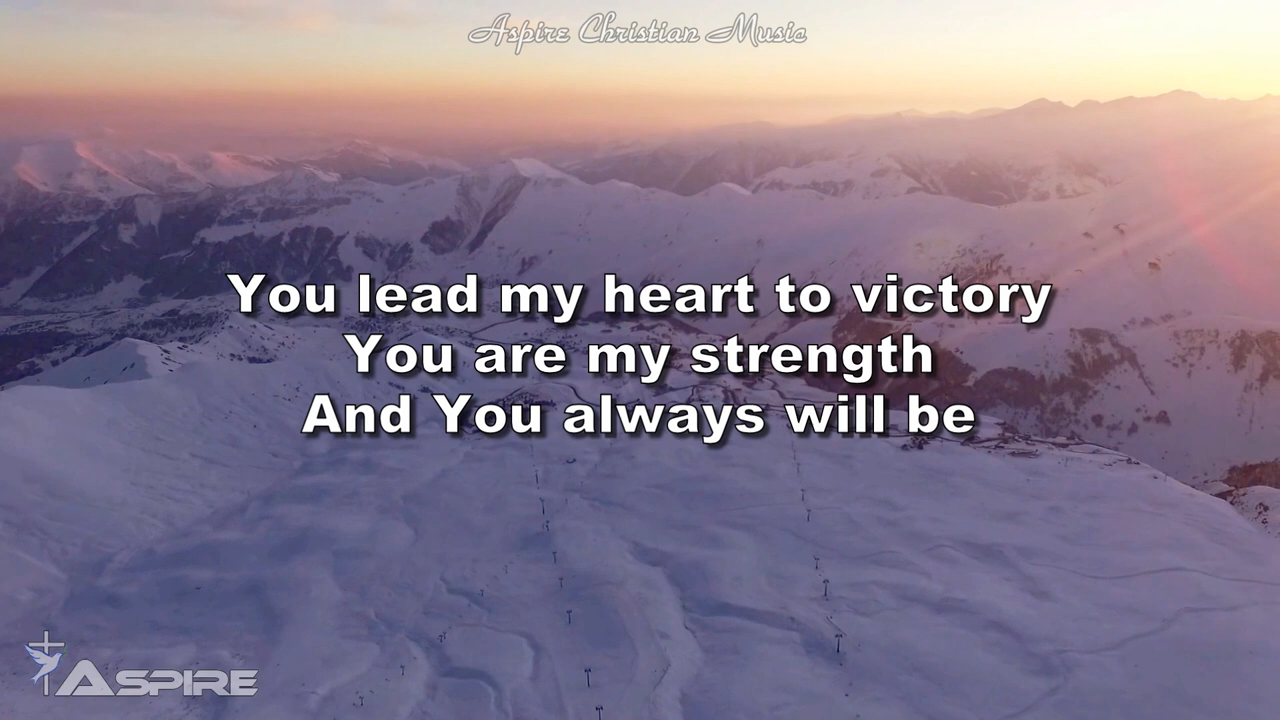 Aspire Christian Music
You lead my heart to victory
You are my strength
And You always will be
ASPIRE